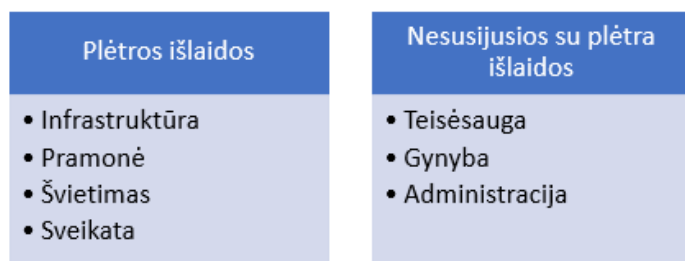 Plėtros išlaidos
• Infrastruktūra
• Pramonė
• Švietimas
• Sveikata
Nesusijusios su plėtra
išlaidos
• Teisėsauga
• Gynyba
• Administracija